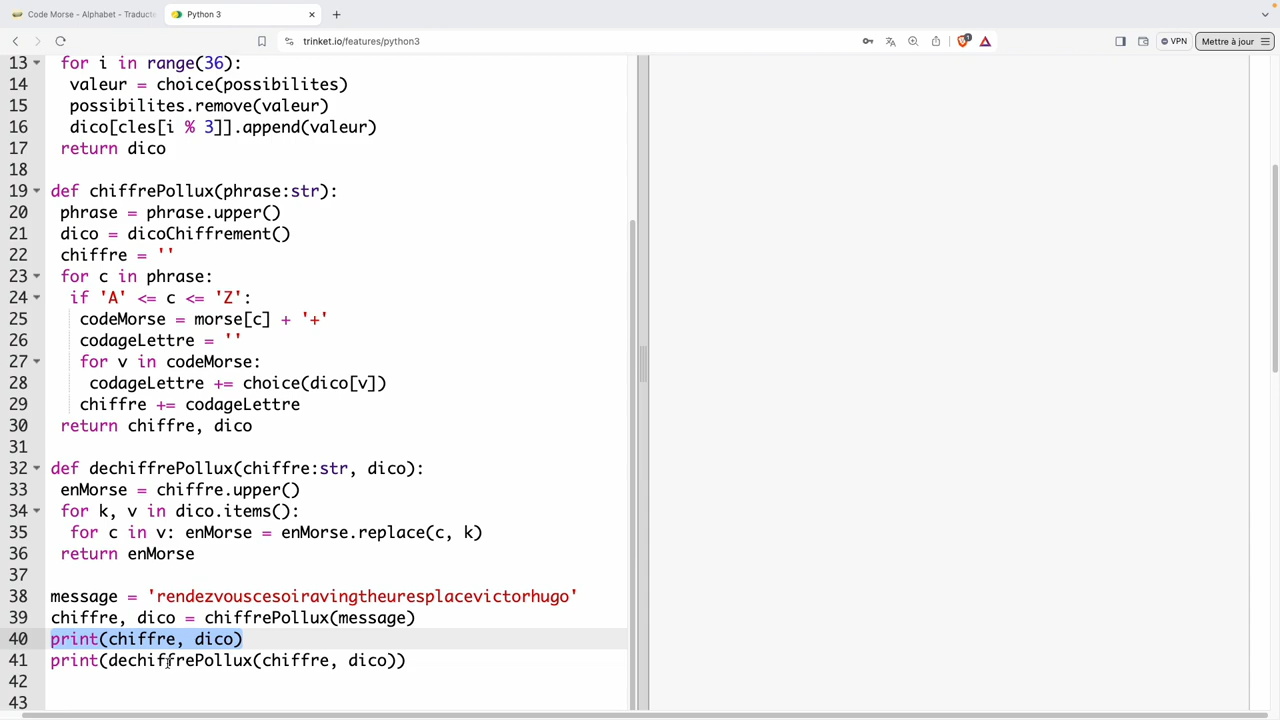 Code Morse - Alphabet - Traducte
Python 3
trinket.io/features/python3
VPN
Mettre à jour
13 for i in range(36):
14 valeur = choice(possibilites)
15 possibilites.remove(valeur)
16 dico[cles[i % 3]].append(valeur)
17 return dico
18
19 def chiffrePollux(phrase:str):
20 phrase = phrase.upper()
21 dico = dicoChiffrement()
22 chiffre = ''
23 for c in phrase:
24 if 'A' <= c <= 'Z':
25 codeMorse = morse[c] + '+'
26 codageLettre = ''
27 for v in codeMorse:
28 codageLettre += choice(dico[v])
29 chiffre += codageLettre
30 return chiffre, dico
31
32 def dechiffrePollux(chiffre:str, dico):
33 enMorse = chiffre.upper()
34 for k, v in dico.items():
35 for c in v: enMorse = enMorse.replace(c, k)
36 return enMorse
37
38 message = 'rendezvouscesoiravingtheuresplacevictorhugo'
39 chiffre, dico = chiffrePollux(message)
40 print(chiffre, dico)
41 print(dechiffrePollux(chiffre, dico))
42
43